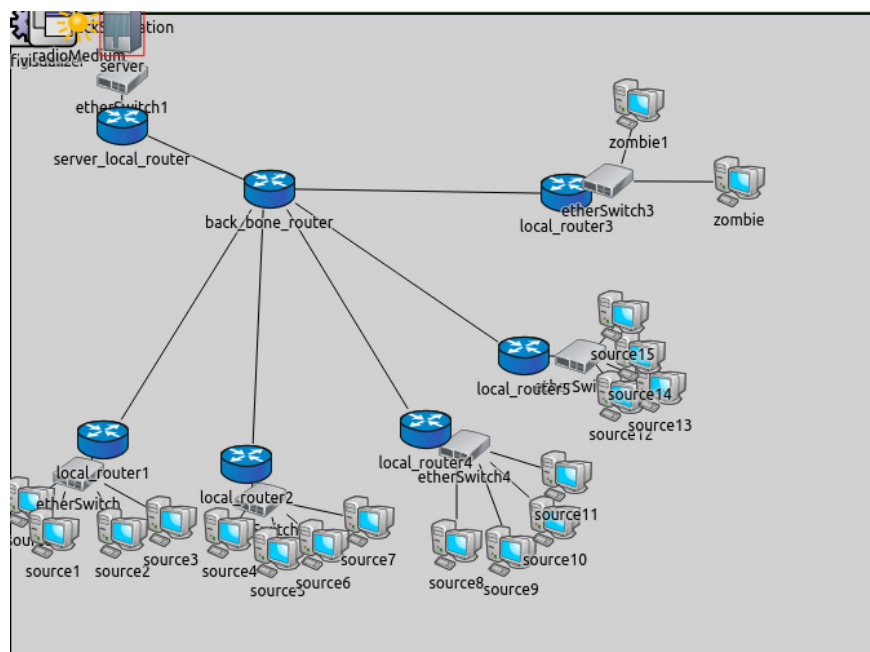 radioMedium
server
etherSwitch1
server_local_router
zombie1
etherSwitch3
zombie
back_bone_router
local_router3
source15
local_router5
source14
source13
source12
local_router1
local_router4
etherSwitch4
etherSwitch
local_router2
source11
source3
source7
source10
source1
source2
source4
source6
source8
source9